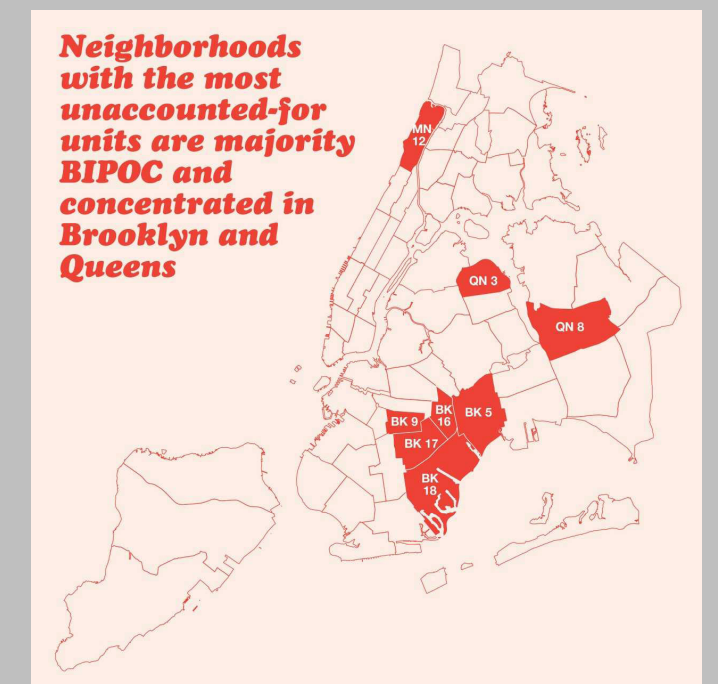 Neighborhoods
with the most
unaccounted-for
units are majority
BIPOC and
concentrated in
Brooklyn and
Queens
MN
12
QN 3
QN 8
BK
16
BK 5
BK 9
BK 17
BK
18